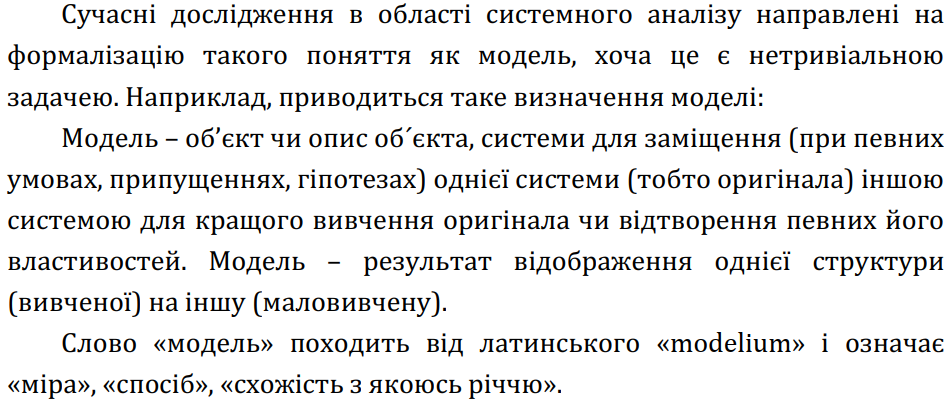 Сучасні дослідження в області системного аналізу направлені на
формалізацію такого поняття як модель, хоча це є нетривіальною
задачею. Наприклад, приводиться таке визначення моделі:
Модель – об’єкт чи опис об´єкта, системи для заміщення (при певних
умовах, припущеннях, гіпотезах) однієї системи (тобто оригінала) іншою
системою для кращого вивчення оригінала чи відтворення певних його
властивостей. Модель – результат відображення однієї структури
(вивченої) на іншу (маловивчену).
Слово «модель» походить від латинського «modelium» і означає
«міра», «спосіб», «схожість з якоюсь річчю».